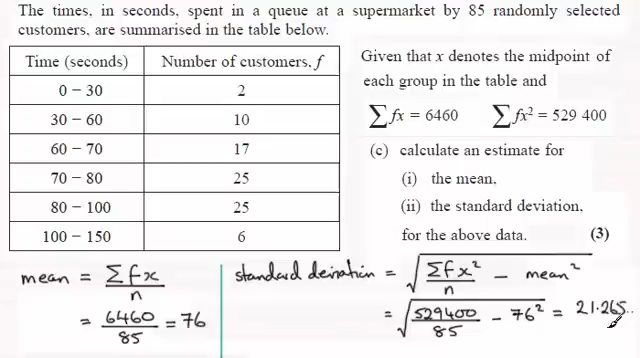 The times, in seconds, spent in a queue at a supermarket by 85 randomly selected
customers, are summarised in the table below.
Time (seconds) Number of customers, f
0 – 30 2
30 – 60 10
60 – 70 17
70 – 80 25
80 – 100 25
100 – 150 6
Given that x denotes the midpoint of
each group in the table and
∑fx = 6460 ∑fx² = 529 400
(c) calculate an estimate for
(i) the mean,
(ii) the standard deviation,
for the above data. (3)
mean = ∑fx/n
= 6460/85 = 76
standard deviation = √(∑fx²/n – mean²)
= √(529400/85 – 76²) = 21.265..